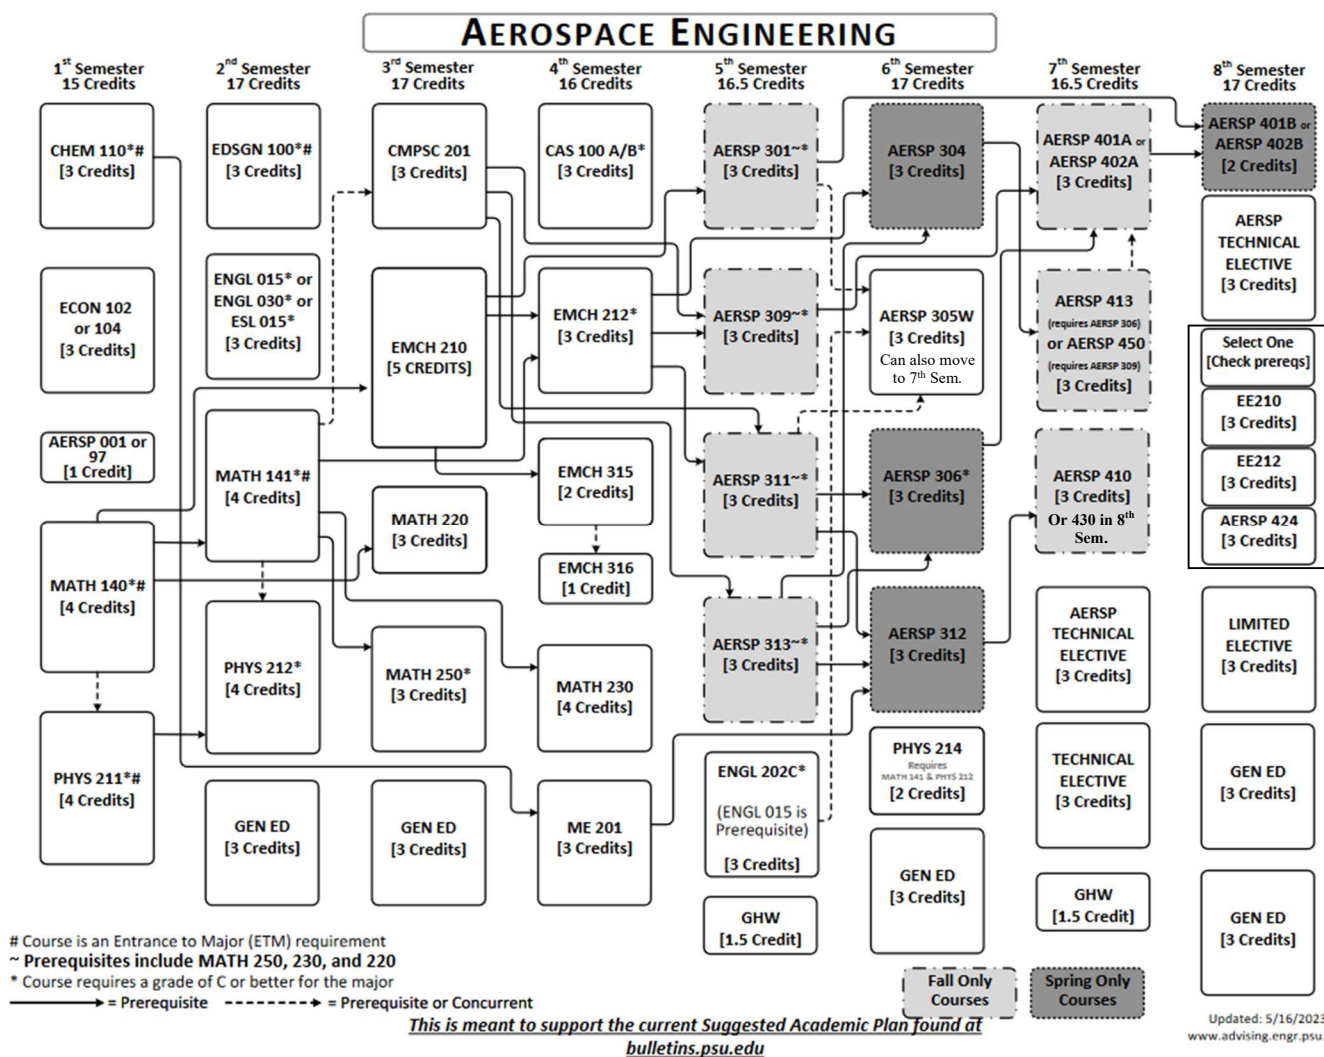 AEROSPACE ENGINEERING
1st Semester
15 Credits
2nd Semester
17 Credits
3rd Semester
17 Credits
4th Semester
16 Credits
5th Semester
16.5 Credits
6th Semester
17 Credits
7th Semester
16.5 Credits
8th Semester
17 Credits
CHEM 110*#
[3 Credits]
ECON 102
or 104
[3 Credits]
AERSP 001 or
97
[1 Credit]
MATH 140*#
[4 Credits]
PHYS 211*#
[4 Credits]
EDSGN 100*#
[3 Credits]
ENGL 015* or
ENGL 030* or
ESL 015*
[3 Credits]
MATH 141*#
[4 Credits]
PHYS 212*
[4 Credits]
GEN ED
[3 Credits]
CMPSC 201
[3 Credits]
EMCH 210
[5 CREDITS]
MATH 220
[3 Credits]
MATH 250*
[3 Credits]
GEN ED
[3 Credits]
CAS 100 A/B*
[3 Credits]
EMCH 212*
[3 Credits]
EMCH 315
[2 Credits]
EMCH 316
[1 Credit]
MATH 230
[4 Credits]
ME 201
[3 Credits]
AERSP 301~*
[3 Credits]
AERSP 309~*
[3 Credits]
AERSP 311~*
[3 Credits]
AERSP 313~*
[3 Credits]
ENGL 202C*
(ENGL 015 is
Prerequisite)
[3 Credits]
GHW
[1.5 Credit]
AERSP 304
[3 Credits]
AERSP 305W
[3 Credits]
Can also move
to 7th Sem.
AERSP 306*
[3 Credits]
AERSP 312
[3 Credits]
PHYS 214
Requires
MATH 141 & PHYS 212
[2 Credits]
GEN ED
[3 Credits]
AERSP 401A or
AERSP 402A
[3 Credits]
AERSP 413
(requires AERSP 306)
or AERSP 450
(requires AERSP 309)
[3 Credits]
AERSP 410
[3 Credits]
Or 430 in 8th
Sem.
AERSP
TECHNICAL
ELECTIVE
[3 Credits]
TECHNICAL
ELECTIVE
[3 Credits]
GHW
[1.5 Credit]
AERSP 401B or
AERSP 402B
[2 Credits]
AERSP
TECHNICAL
ELECTIVE
[3 Credits]
Select One
[Check prereqs]
EE210
[3 Credits]
EE212
[3 Credits]
AERSP 424
[3 Credits]
LIMITED
ELECTIVE
[3 Credits]
GEN ED
[3 Credits]
GEN ED
[3 Credits]
# Course is an Entrance to Major (ETM) requirement
~ Prerequisites include MATH 250, 230, and 220
* Course requires a grade of C or better for the major
= Prerequisite
= Prerequisite or Concurrent
Fall Only
Courses
Spring Only
Courses
This is meant to support the current Suggested Academic Plan found at
bulletins.psu.edu
Updated: 5/16/2023
www.advising.engr.psu.